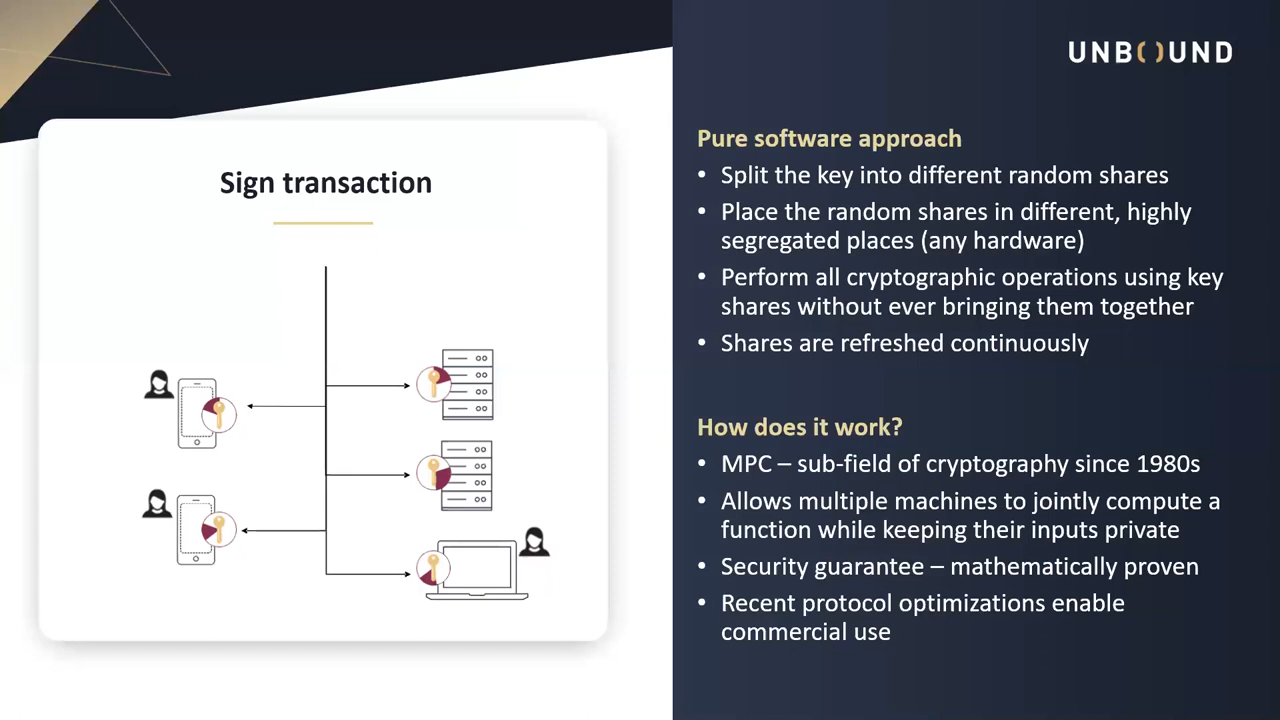 UNBOUND
Sign transaction
Pure software approach
• Split the key into different random shares
• Place the random shares in different, highly
segregated places (any hardware)
• Perform all cryptographic operations using key
shares without ever bringing them together
• Shares are refreshed continuously
How does it work?
• MPC – sub-field of cryptography since 1980s
• Allows multiple machines to jointly compute a
function while keeping their inputs private
• Security guarantee – mathematically proven
• Recent protocol optimizations enable
commercial use